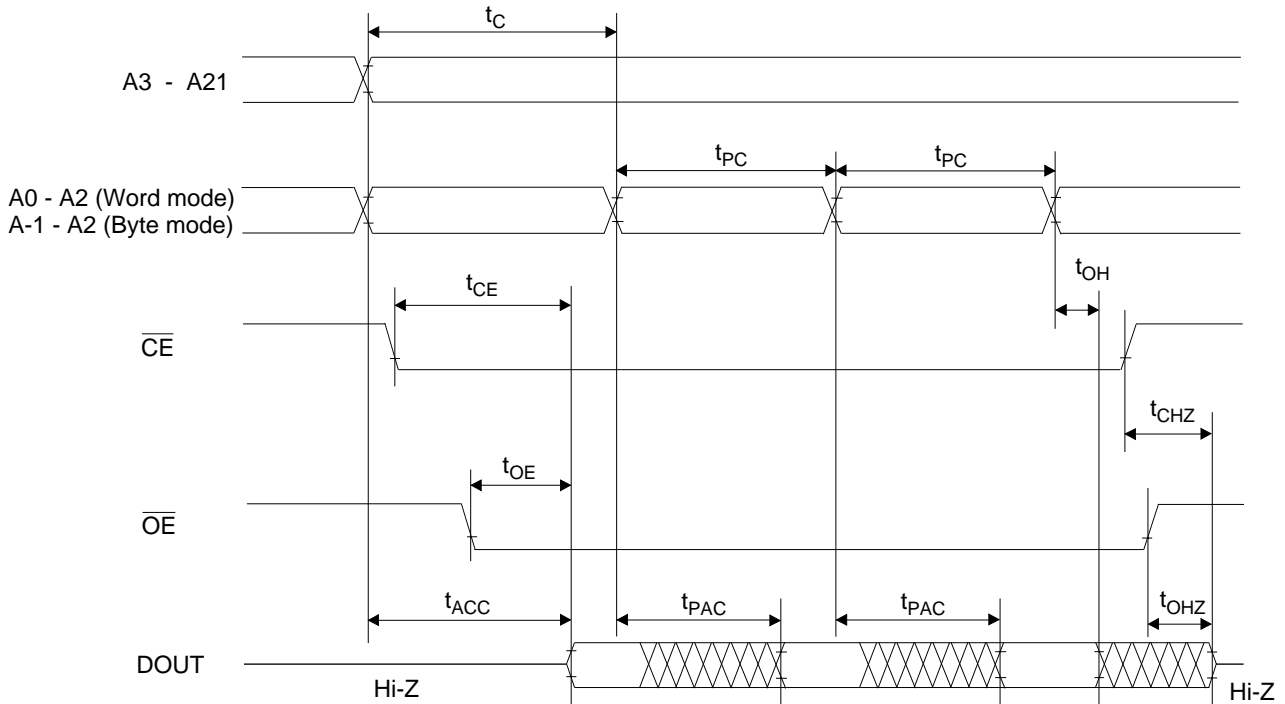 tC
A3 - A21
tPC
tPC
A0 - A2 (Word mode)
A-1 - A2 (Byte mode)
tOH
tCE
CE
tCHZ
tOE
OE
tACC
tPAC
tPAC
tOHZ
DOUT
Hi-Z
Hi-Z